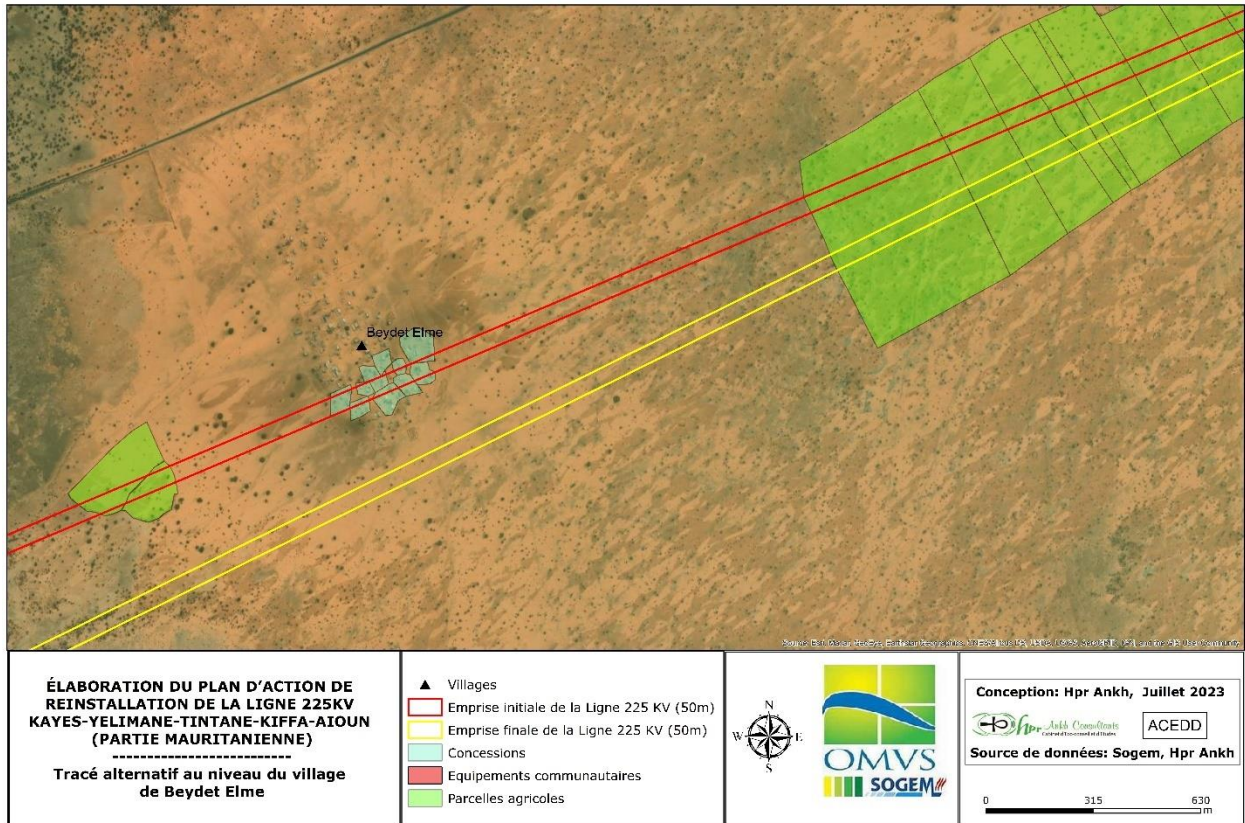 Beydet Elme
ÉLABORATION DU PLAN D'ACTION DE
REINSTALLATION DE LA LIGNE 225KV
KAYES-YELIMANE-TINTANE-KIFFA-AIOUN
(PARTIE MAURITANIENNE)
-------------------------
Tracé alternatif au niveau du village
de Beydet Elme
Villages
Emprise initiale de la Ligne 225 KV (50m)
Emprise finale de la Ligne 225 KV (50m)
Concessions
Equipements communautaires
Parcelles agricoles
N
W E
S
OMVS
SOGEM
Conception: Hpr Ankh, Juillet 2023
hpr Ankh Consultants
ACEDD
Source de données: Sogem, Hpr Ankh
0 315 630
m